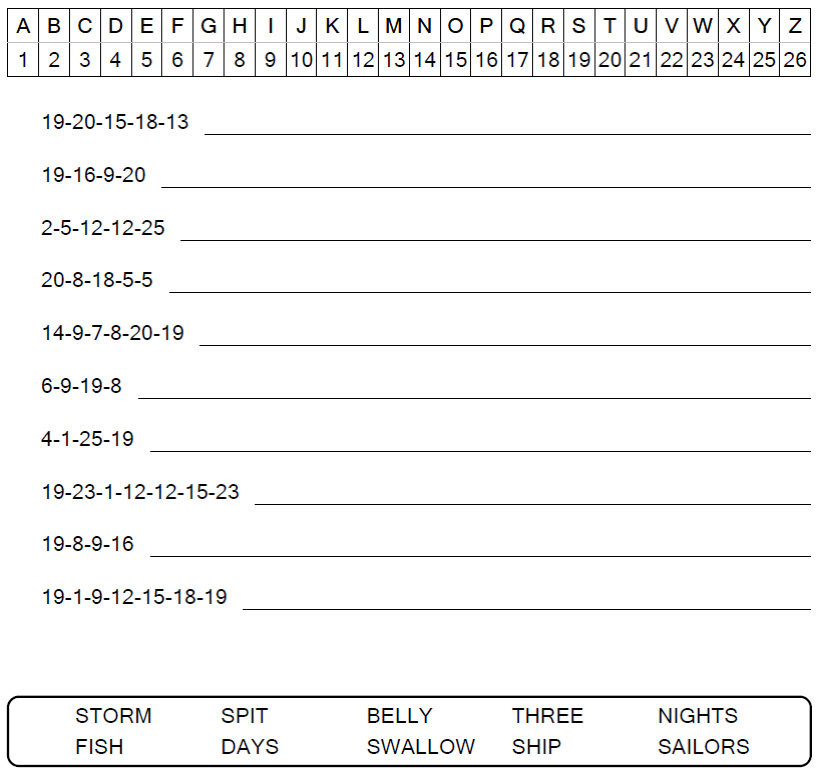 A B C D E F G H I J K L M N O P Q R S T U V W X Y Z
1 2 3 4 5 6 7 8 9 10 11 12 13 14 15 16 17 18 19 20 21 22 23 24 25 26
19-20-15-18-13
19-16-9-20
2-5-12-12-25
20-8-18-5-5
14-9-7-8-20-19
6-9-19-8
4-1-25-19
19-23-1-12-12-15-23
19-8-9-16
19-1-9-12-15-18-19
STORM SPIT BELLY THREE NIGHTS
FISH DAYS SWALLOW SHIP SAILORS